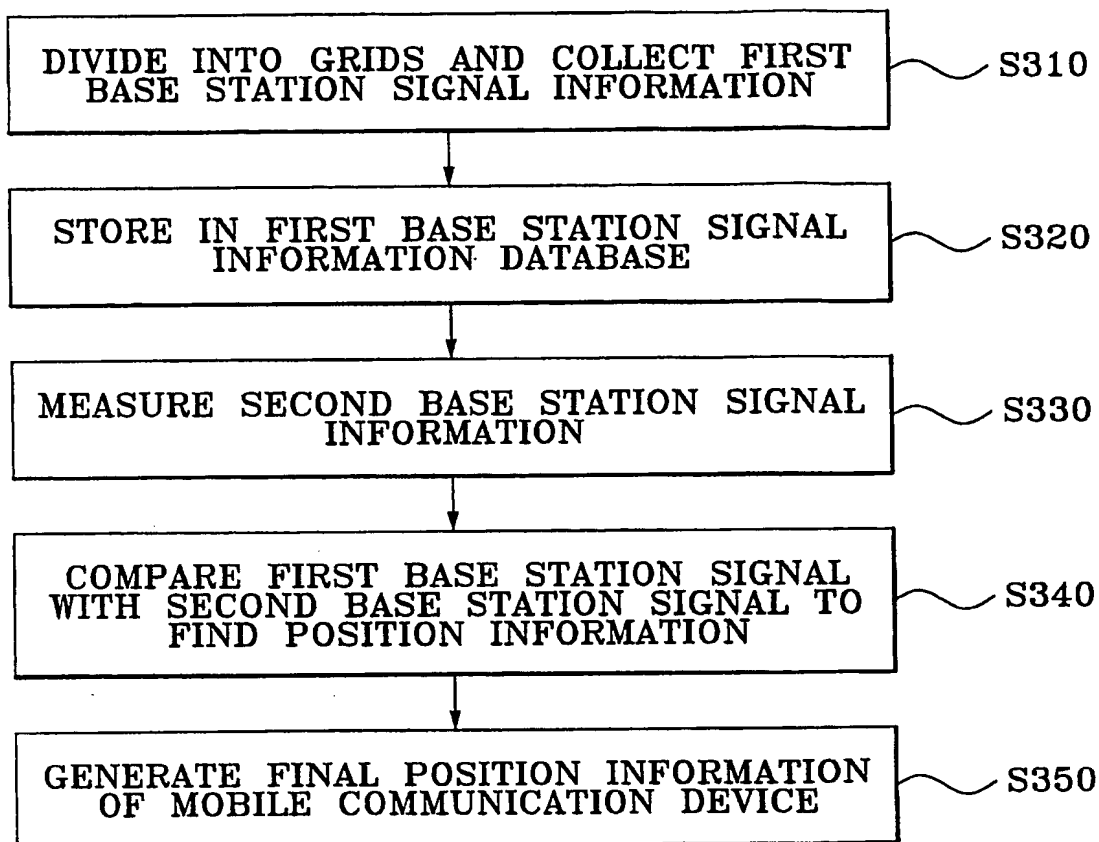 DIVIDE INTO GRIDS AND COLLECT FIRST
BASE STATION SIGNAL INFORMATION
S310
STORE IN FIRST BASE STATION SIGNAL
INFORMATION DATABASE
S320
MEASURE SECOND BASE STATION SIGNAL
INFORMATION
S330
COMPARE FIRST BASE STATION SIGNAL
WITH SECOND BASE STATION SIGNAL TO
FIND POSITION INFORMATION
S340
GENERATE FINAL POSITION INFORMATION
OF MOBILE COMMUNICATION DEVICE
S350